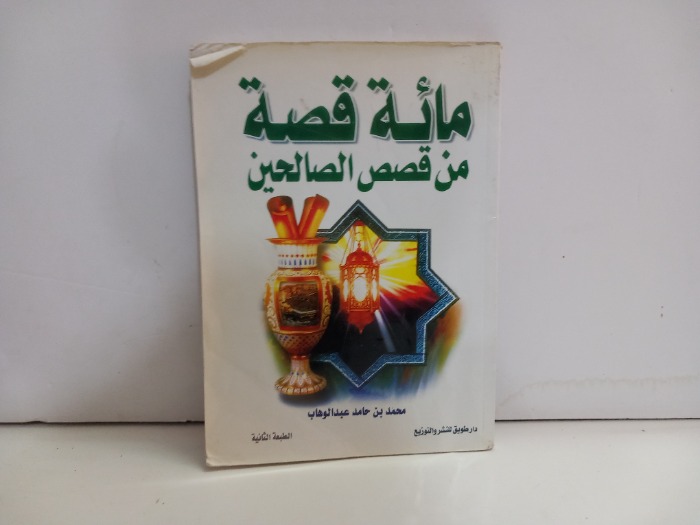 مائة قصة
من قصص الصالحين
محمد بن حامد عبدالوهاب
دار طويق للنشر والتوزيع
الطبعة الثانية